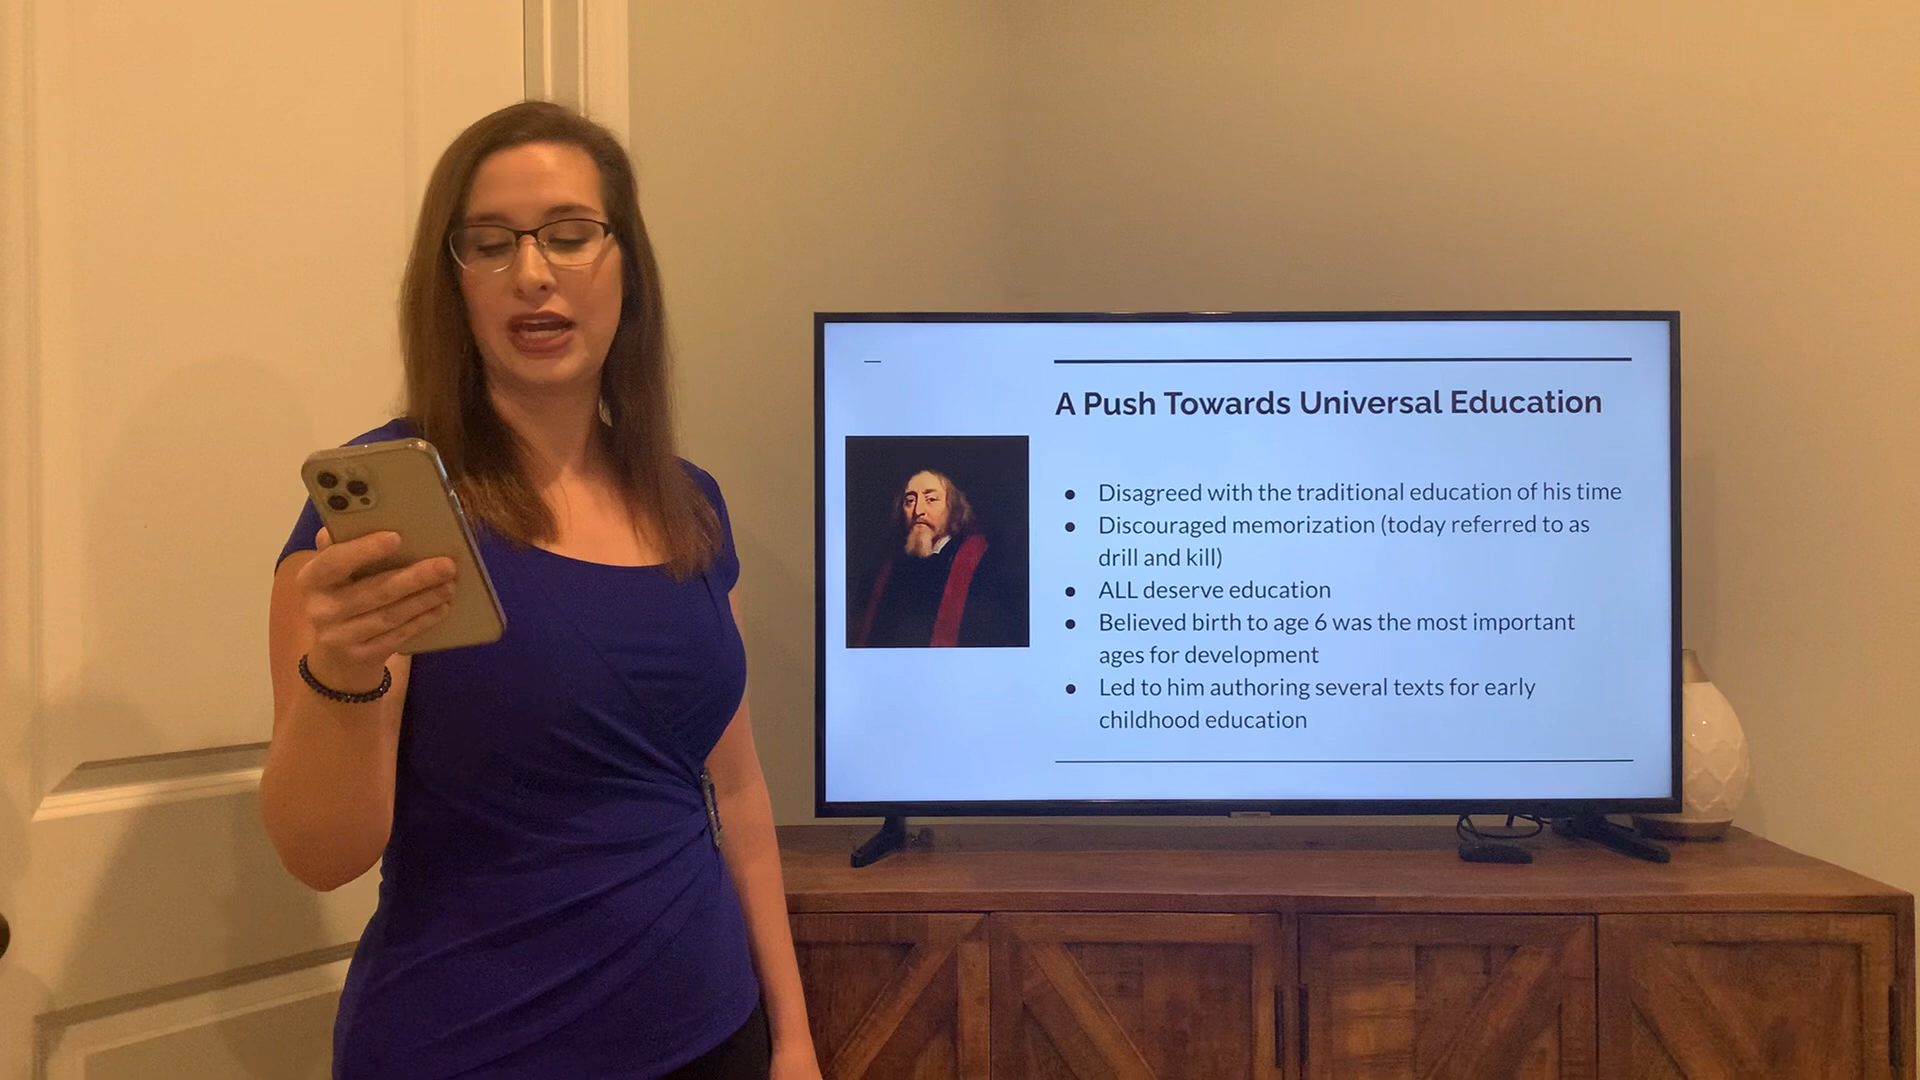 A Push Towards Universal Education
● Disagreed with the traditional education of his time
● Discouraged memorization (today referred to as
drill and kill)
● ALL deserve education
● Believed birth to age 6 was the most important
ages for development
● Led to him authoring several texts for early
childhood education